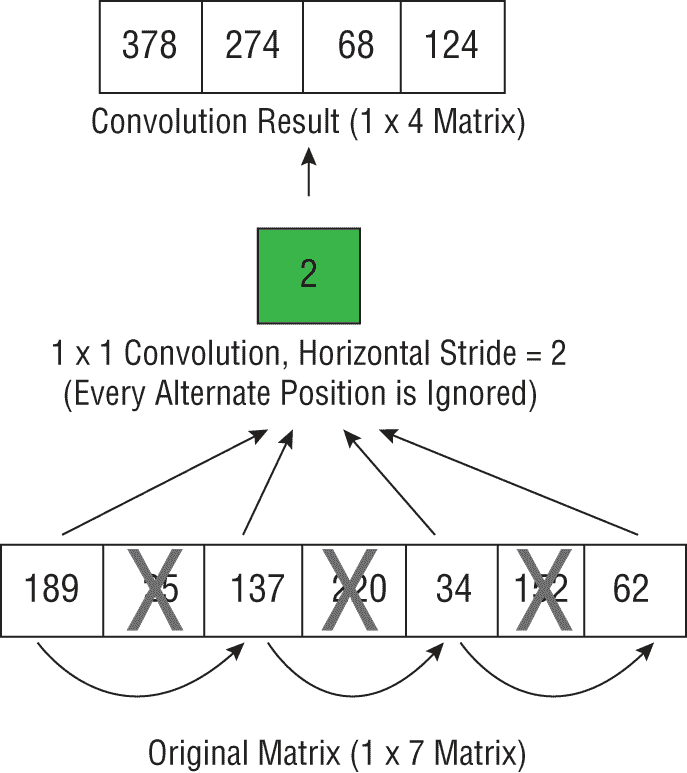 378 274 68 124
Convolution Result (1 x 4 Matrix)
2
1 x 1 Convolution, Horizontal Stride = 2
(Every Alternate Position is Ignored)
189 137 34 62
Original Matrix (1 x 7 Matrix)